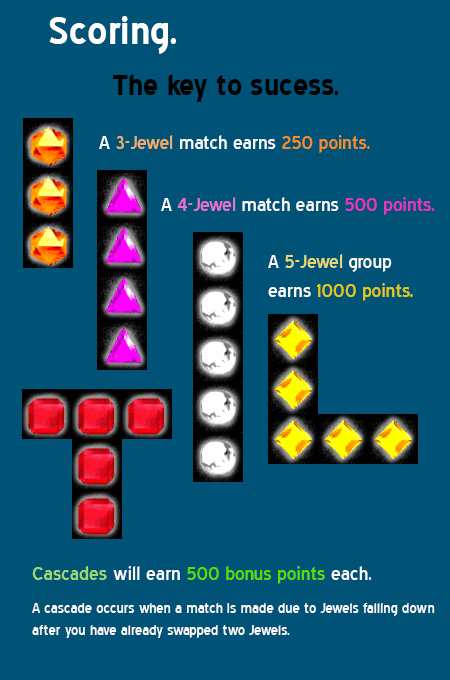 Scoring.
The key to sucess.
A 3-Jewel match earns 250 points.
A 4-Jewel match earns 500 points.
A 5-Jewel group
earns 1000 points.
Cascades will earn 500 bonus points each.
A cascade occurs when a match is made due to Jewels falling down
after you have already swapped two Jewels.